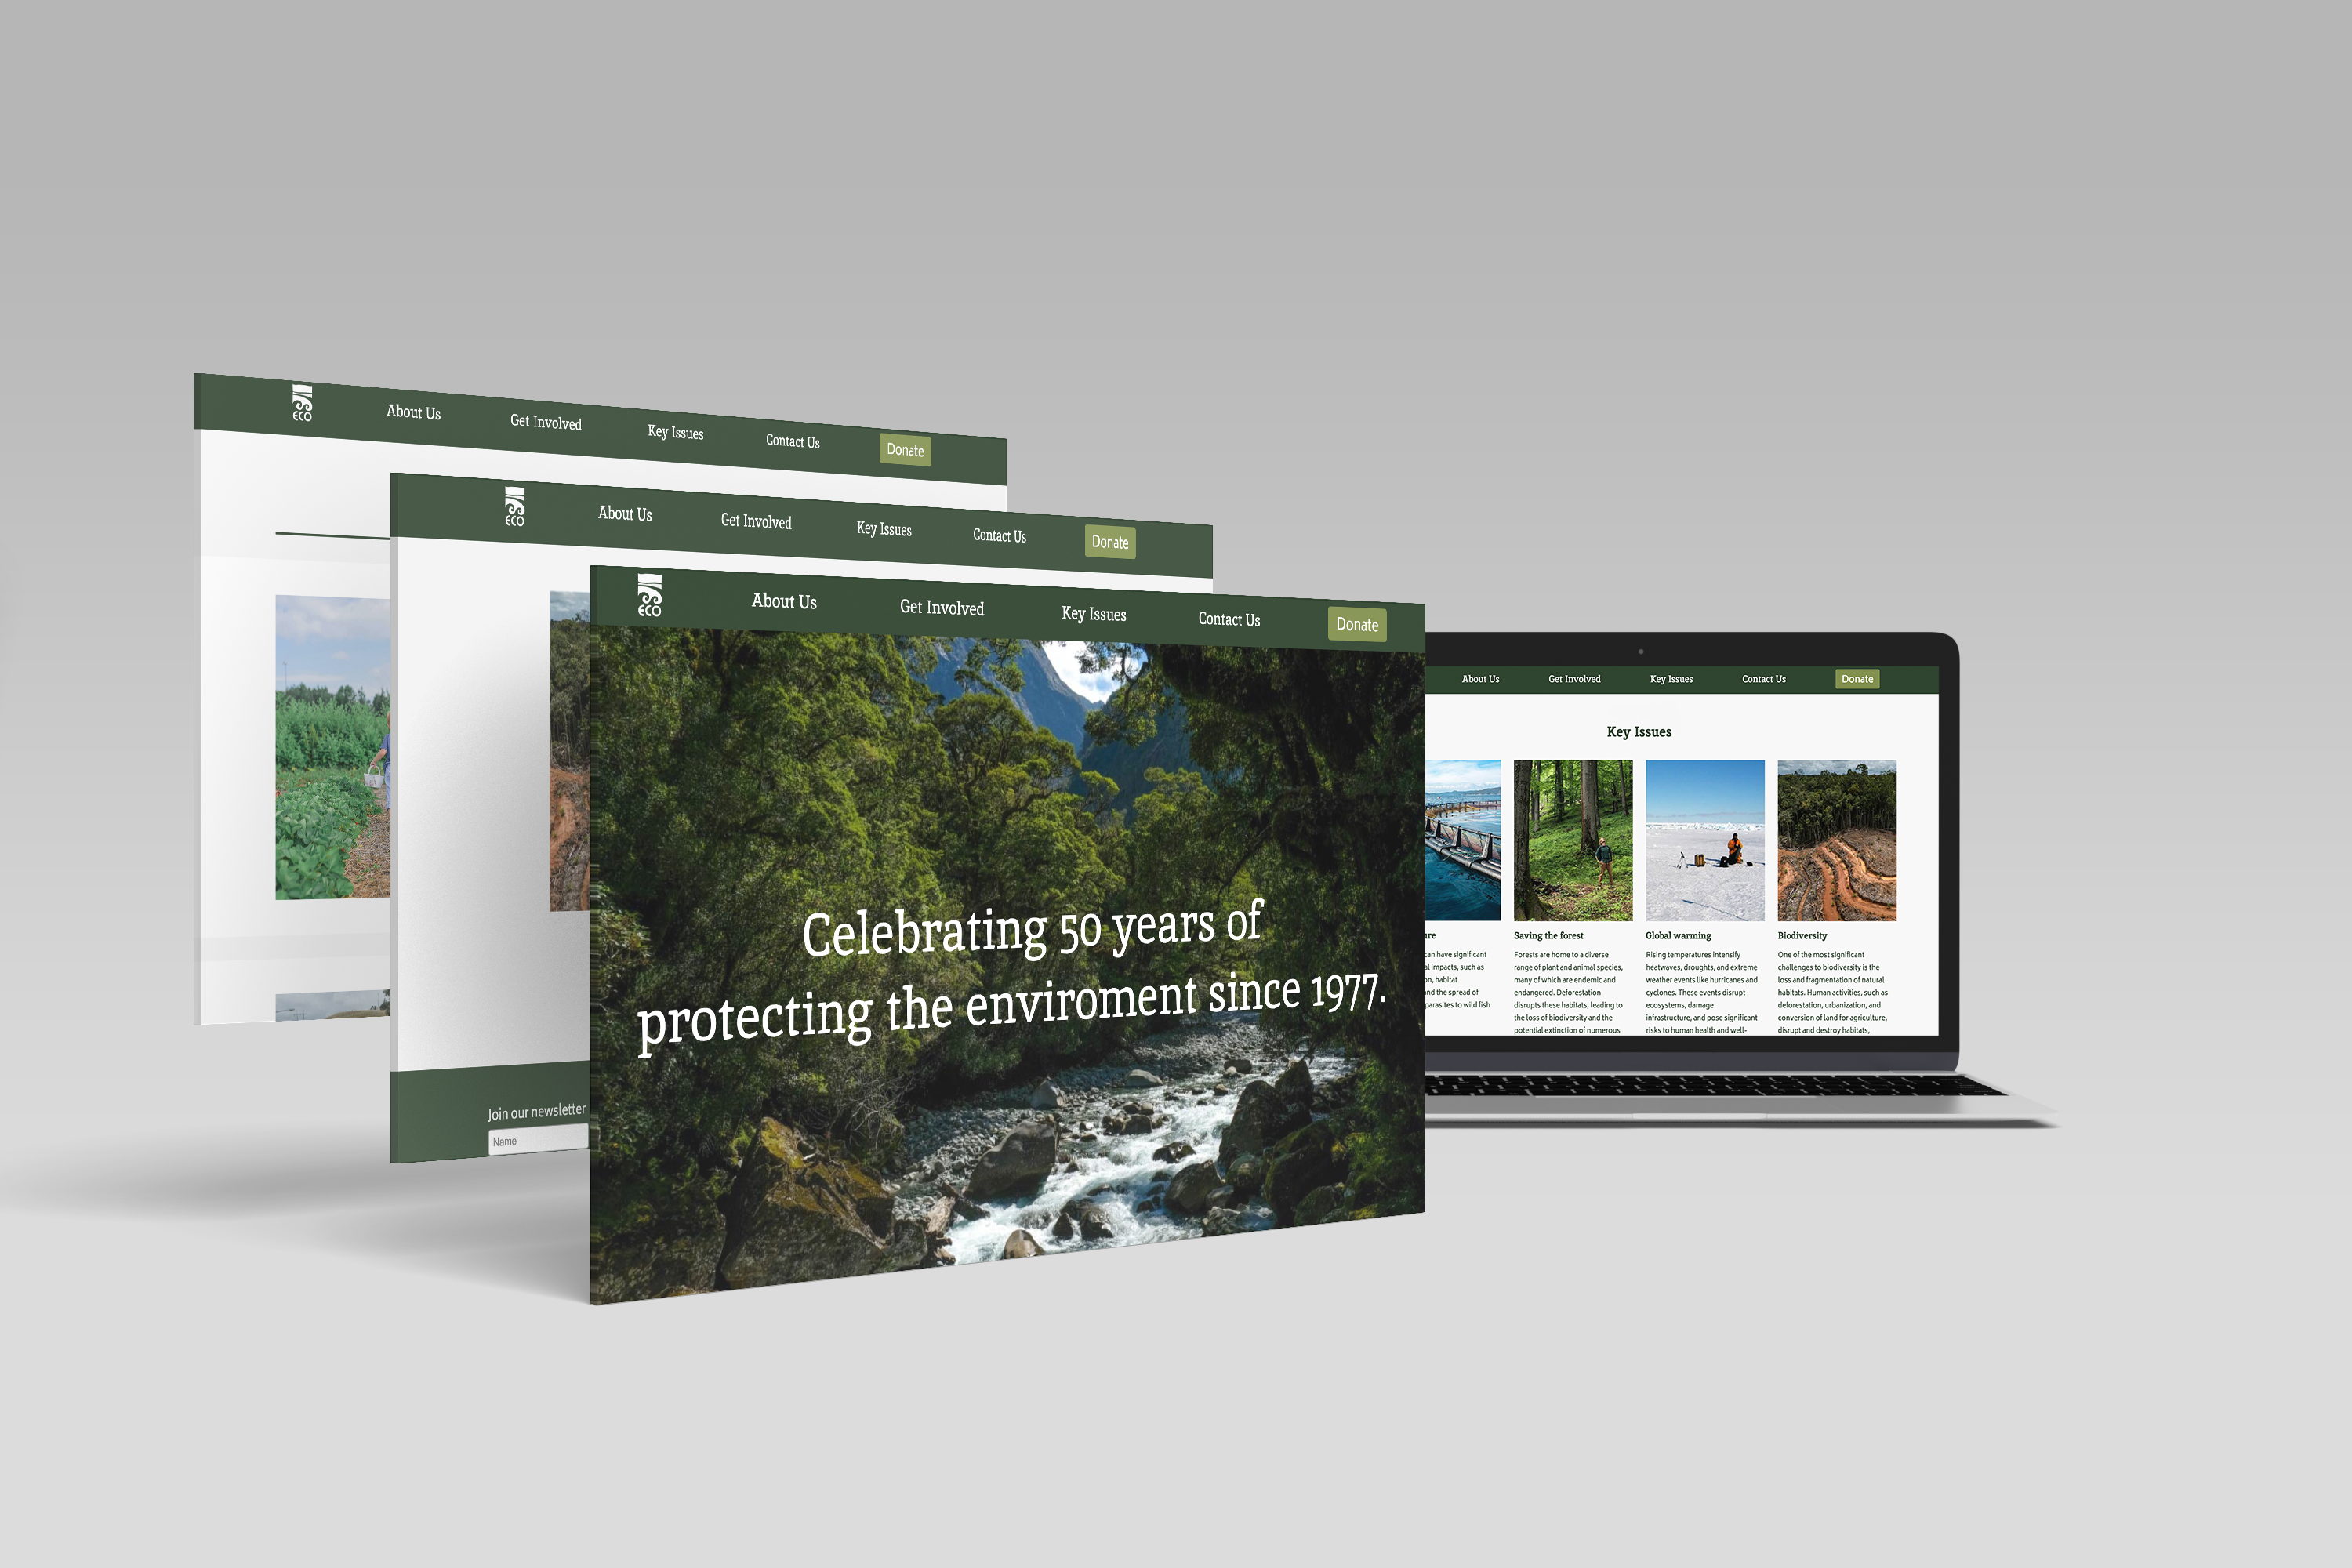 ECO
About Us
Get Involved
Key Issues
Contact Us
Donate
ECO
About Us
Get Involved
Key Issues
Contact Us
Donate
Join our newsletter
Name
ECO
About Us
Get Involved
Key Issues
Contact Us
Donate
Celebrating 50 years of
protecting the enviroment since 1977.
About Us
Get Involved
Key Issues
Contact Us
Donate
Key Issues
can have significant
impacts, such as
habitat
and the spread of
parasites to wild fish
Saving the forest
Forests are home to a diverse
range of plant and animal species,
many of which are endemic and
endangered. Deforestation
disrupts these habitats, leading to
the loss of biodiversity and the
potential extinction of numerous
Global warming
Rising temperatures intensify
heatwaves, droughts, and extreme
weather events like hurricanes and
cyclones. These events disrupt
ecosystems, damage
infrastructure, and pose significant
risks to human health and well-
Biodiversity
One of the most significant
challenges to biodiversity is the
loss and fragmentation of natural
habitats. Human activities, such as
deforestation, urbanization, and
conversion of land for agriculture,
disrupt and destroy habitats,